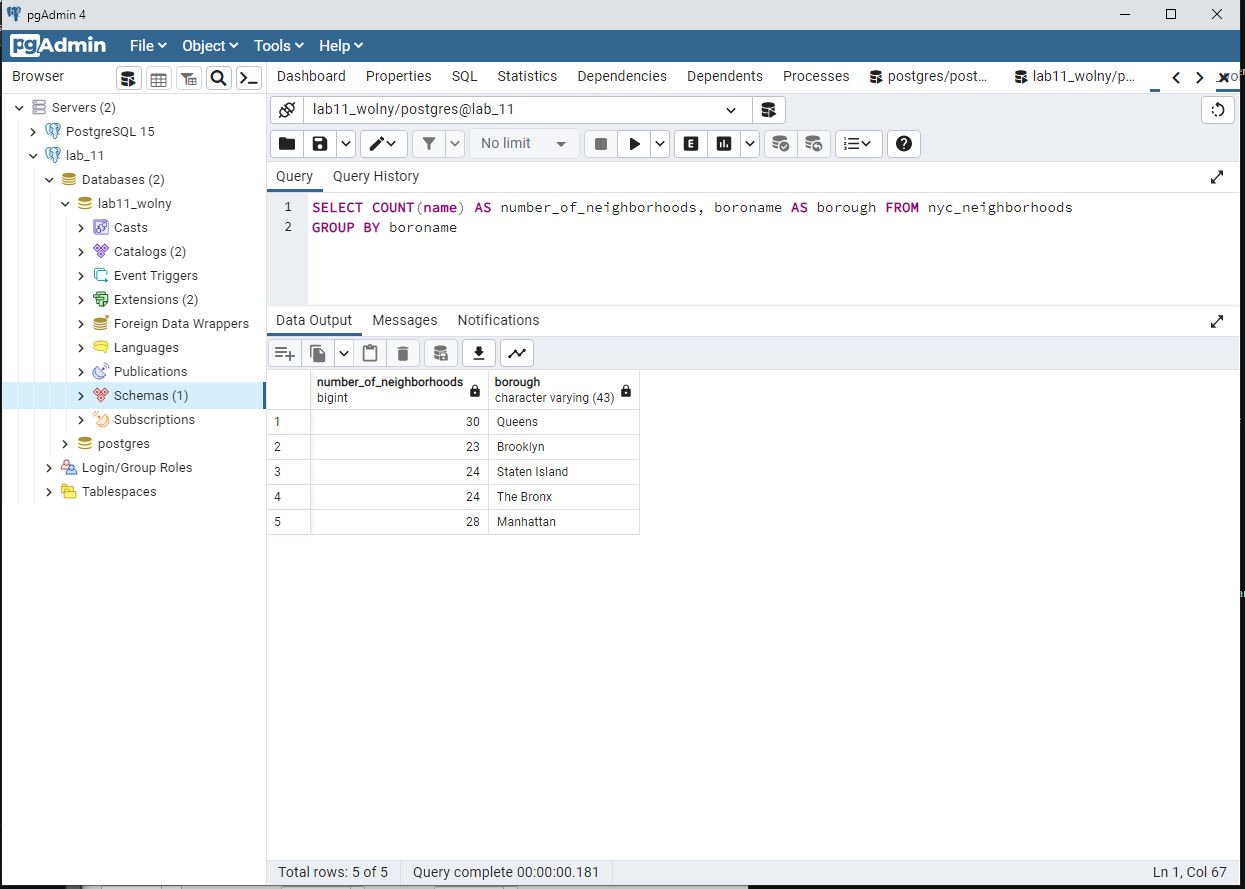 pgAdmin 4
pgAdmin File Object Tools Help
Browser
Dashboard Properties SQL Statistics Dependencies Dependents Processes postgres/post... lab11_wolny/p...
Servers (2)
PostgreSQL 15
lab_11
Databases (2)
lab11_wolny
Casts
Catalogs (2)
Event Triggers
Extensions (2)
Foreign Data Wrappers
Languages
Publications
Schemas (1)
Subscriptions
postgres
Login/Group Roles
Tablespaces
lab11_wolny/postgres@lab_11
No limit E
Query Query History
1 SELECT COUNT(name) AS number_of_neighborhoods, boroname AS borough FROM nyc_neighborhoods
2 GROUP BY boroname
Data Output Messages Notifications
number_of_neighborhoods borough
bigint character varying (43)
1 30 Queens
2 23 Brooklyn
3 24 Staten Island
4 24 The Bronx
5 28 Manhattan
Total rows: 5 of 5 Query complete 00:00:00.181 Ln 1, Col 67